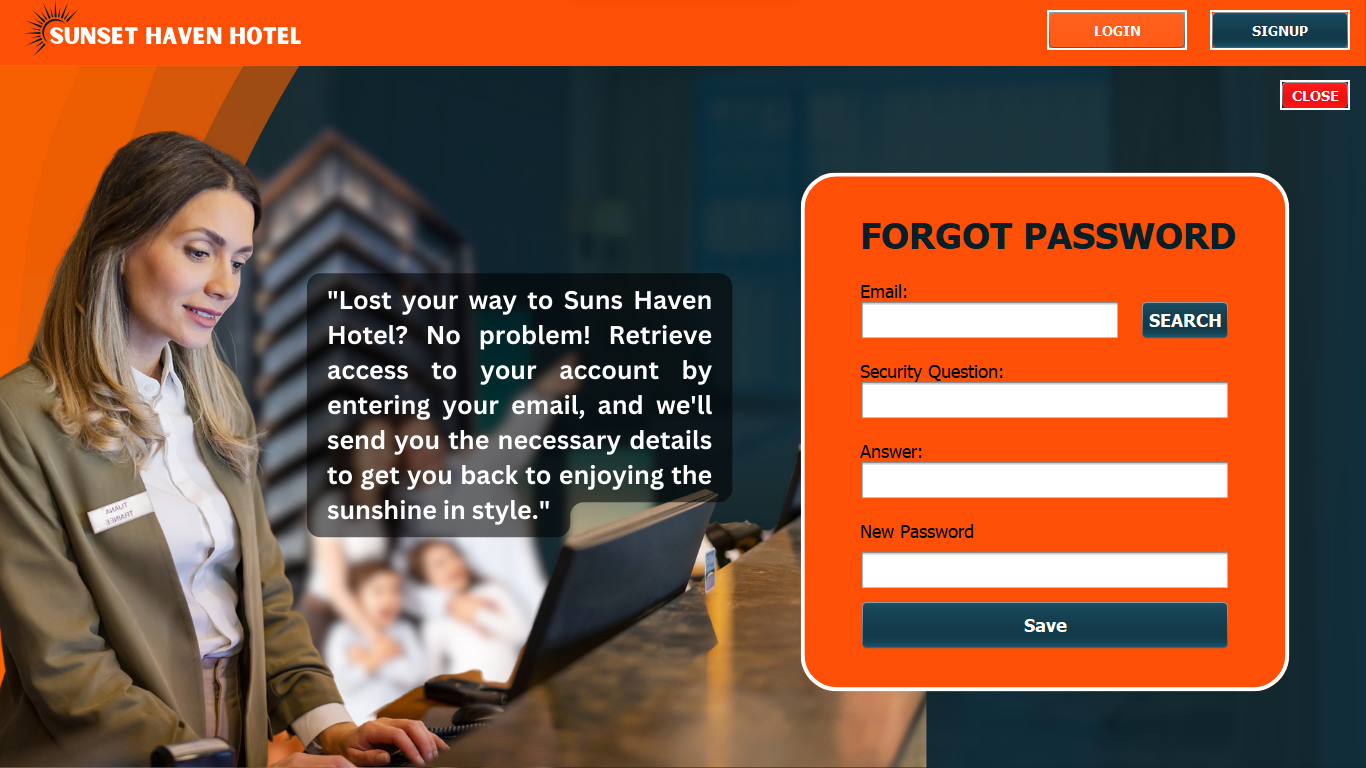 SUNSET HAVEN HOTEL
LOGIN
SIGNUP
CLOSE
"Lost your way to Suns Haven
Hotel? No problem! Retrieve
access to your account by
entering your email, and we'll
send you the necessary details
to get you back to enjoying the
sunshine in style."
FORGOT PASSWORD
Email:
SEARCH
Security Question:
Answer:
New Password
Save
TIJANA
TRAINEE